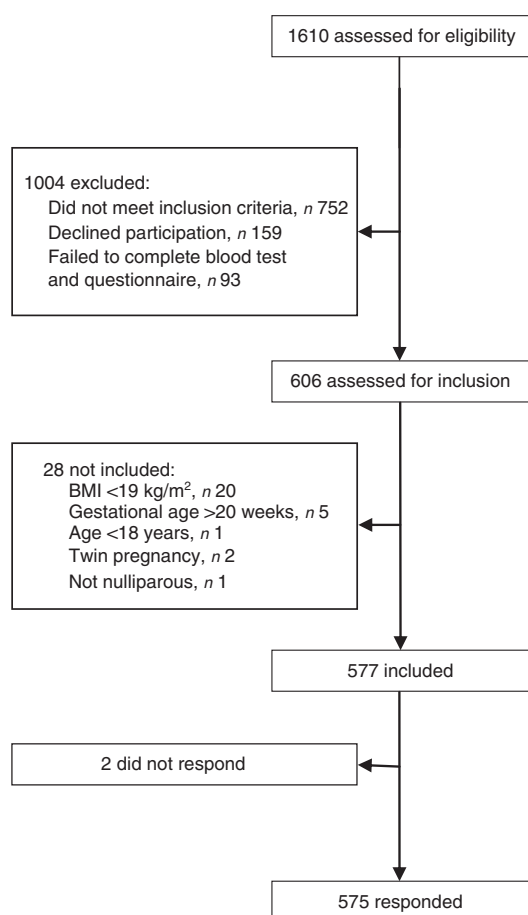 1610 assessed for eligibility
1004 excluded:
Did not meet inclusion criteria, n 752
Declined participation, n 159
Failed to complete blood test
and questionnaire, n 93
606 assessed for inclusion
28 not included:
BMI <19 kg/m², n 20
Gestational age >20 weeks, n 5
Age <18 years, n 1
Twin pregnancy, n 2
Not nulliparous, n 1
577 included
2 did not respond
575 responded